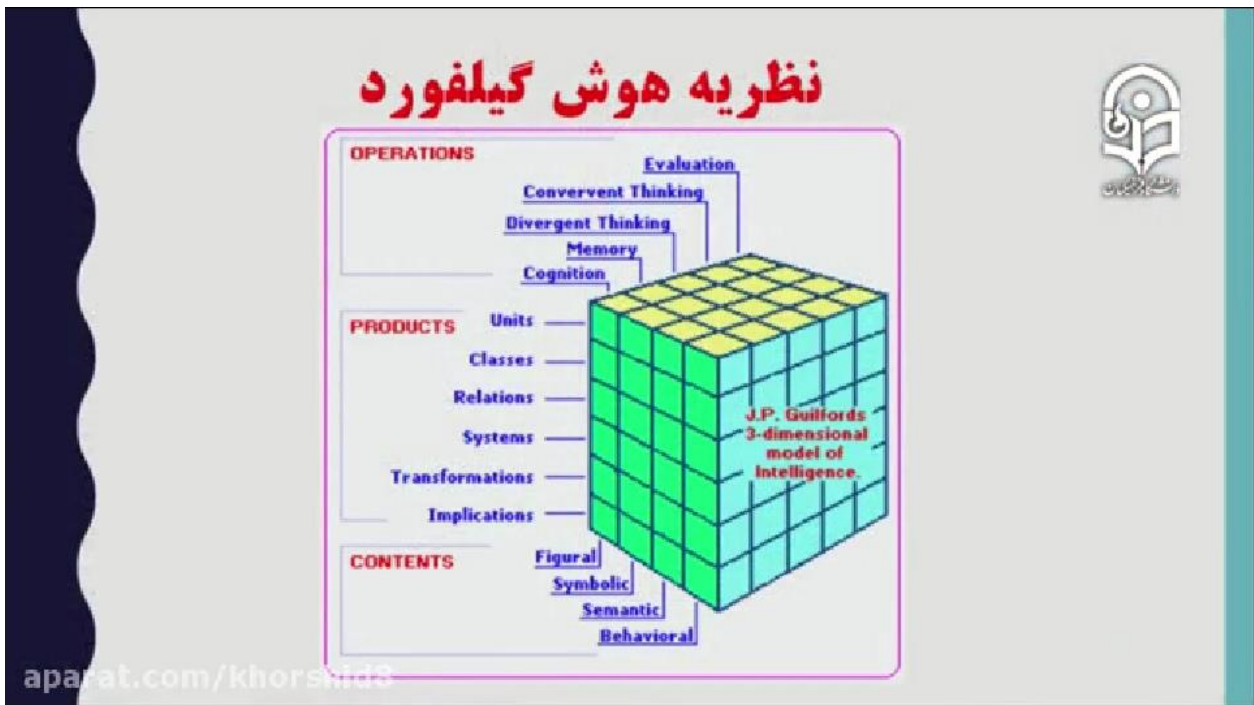 نظریه هوش گیلفورد
OPERATIONS
Evaluation
Convervent Thinking
Divergent Thinking
Memory
Cognition
PRODUCTS
Units
Classes
Relations
Systems
Transformations
Implications
J.P. Guilfords
3-dimensional
model of
Intelligence.
CONTENTS
Figural
Symbolic
Semantic
Behavioral
aparat.com/khorshid8